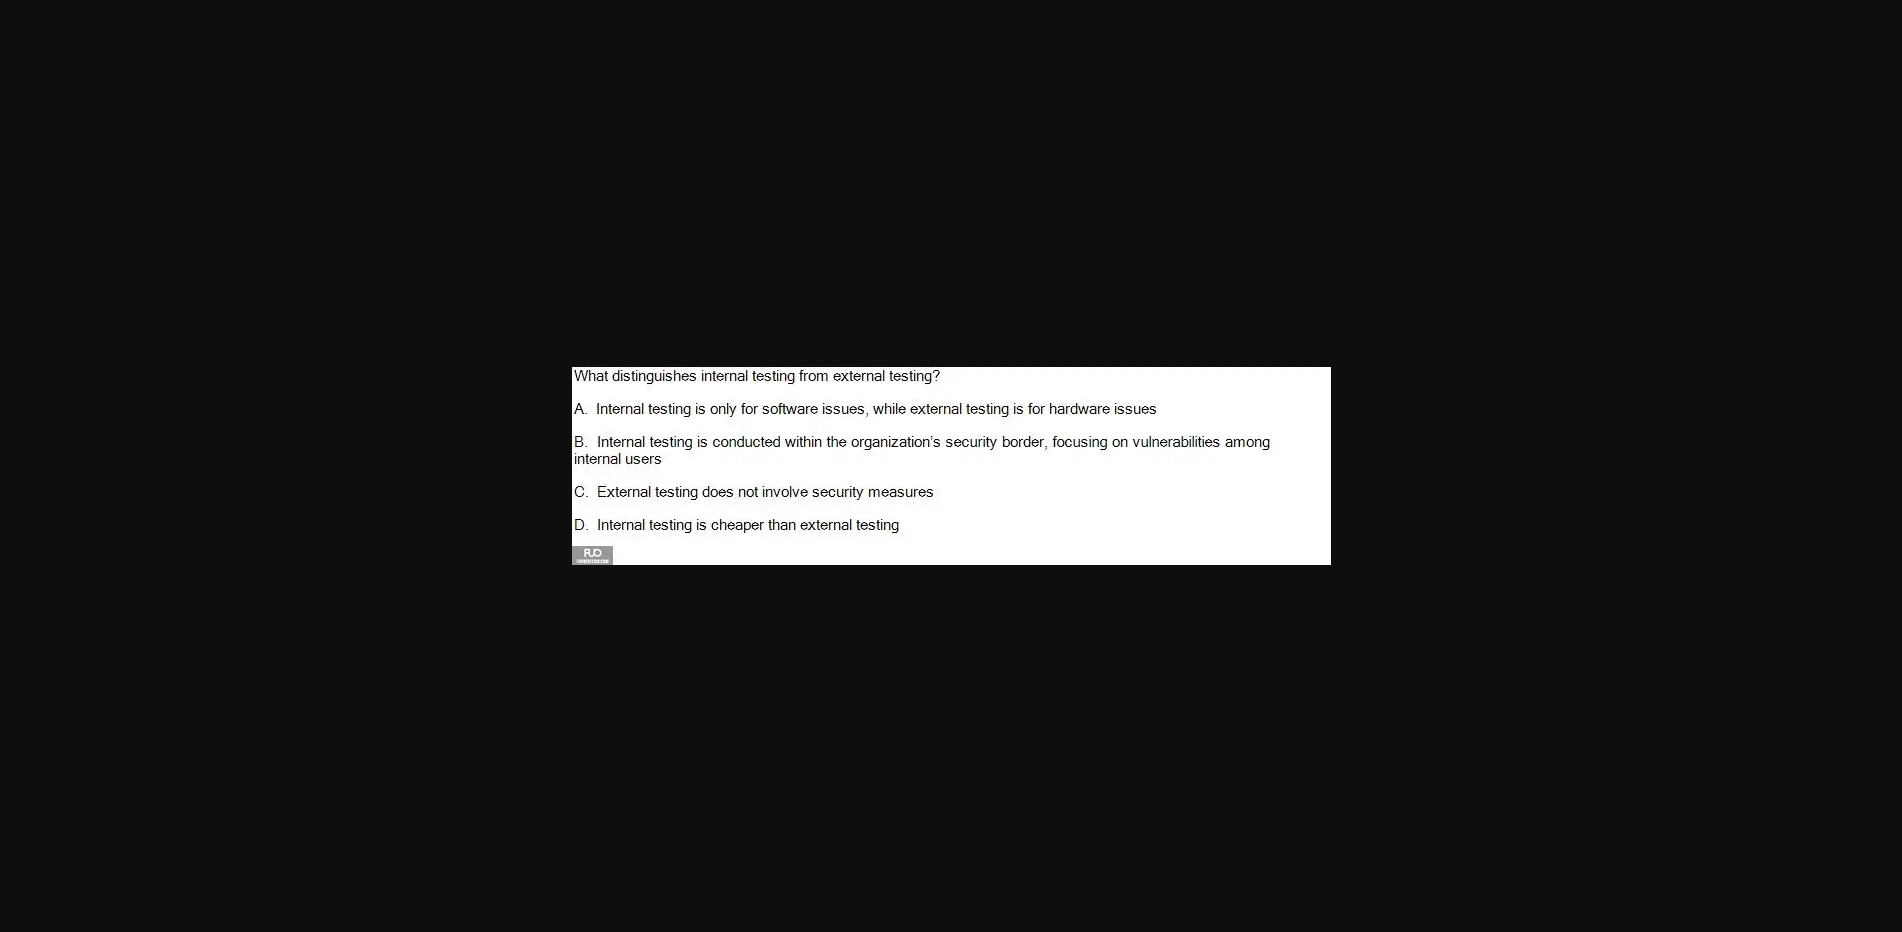 What distinguishes internal testing from external testing?
A. Internal testing is only for software issues, while external testing is for hardware issues
B. Internal testing is conducted within the organization’s security border, focusing on vulnerabilities among
internal users
C. External testing does not involve security measures
D. Internal testing is cheaper than external testing